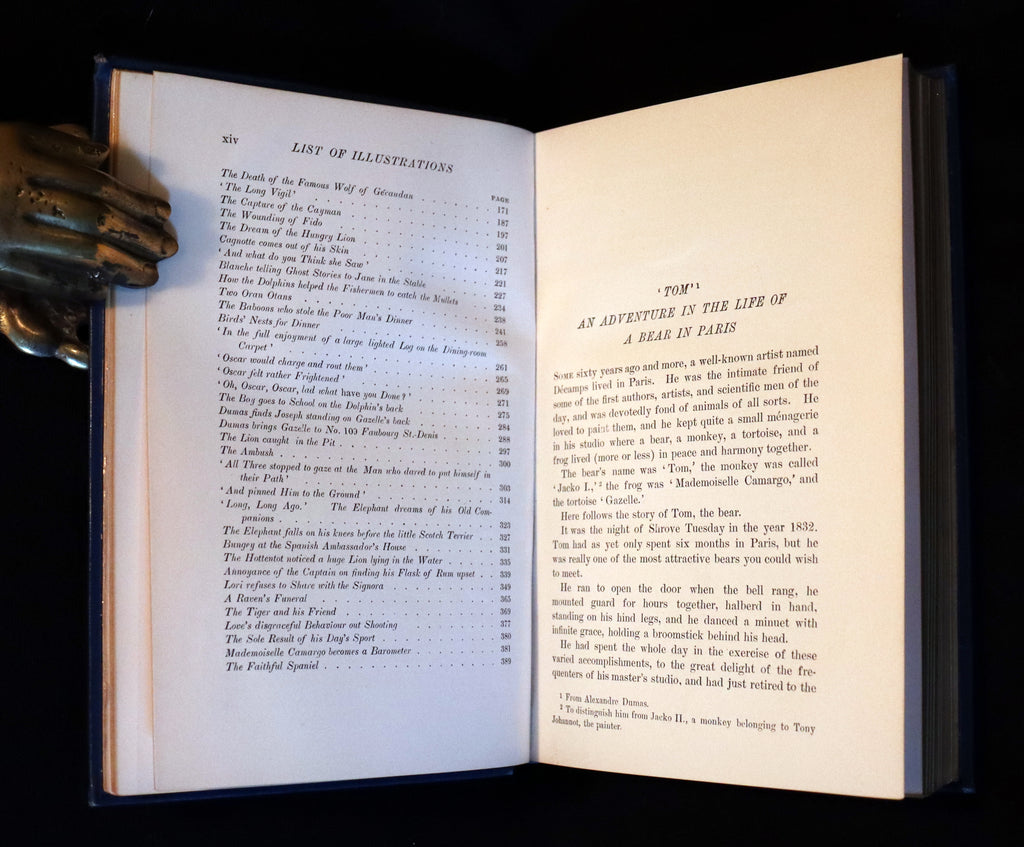 xiv
LIST OF ILLUSTRATIONS
PAGE
The Death of the Famous Wolf of Gécaudan . . . . . . 171
'The Long Vigil' . . . . . . 187
The Capture of the Cayman . . . . . . 197
The Wounding of Fido . . . . . . 201
The Dream of the Hungry Lion . . . . . . 207
Cagnotte comes out of his Skin . . . . . . 217
'And what do you Think she Saw' . . . . . . 221
Blanche telling Ghost Stories to Jane in the Stable . . . . 227
How the Dolphins helped the Fishermen to catch the Mullets . . 234
Two Oran Otans . . . . . . 238
The Baboons who stole the Poor Man's Dinner . . . . . 241
Birds' Nests for Dinner . . . . . . 258
'In the full enjoyment of a large lighted Log on the Dining-room
Carpet' . . . . . . 261
'Oscar would charge and rout them' . . . . . . 265
'Oscar felt rather Frightened' . . . . . . 269
'Oh, Oscar, Oscar, lad what have you Done?' . . . . . 271
The Boy goes to School on the Dolphin's back . . . . . 275
Dumas finds Joseph standing on Gazelle's back . . . . . 284
Dumas brings Gazelle to No. 109 Faubourg St.-Denis . . . . 288
The Lion caught in the Pit . . . . . . 297
The Ambush . . . . . . 300
'All Three stopped to gaze at the Man who dared to put himself in
their Path' . . . . . . 303
'And pinned Him to the Ground' . . . . . . 314
'Long, Long Ago.' The Elephant dreams of his Old Com-
panions . . . . . . 323
The Elephant falls on his knees before the little Scotch Terrier . . 327
Bungey at the Spanish Ambassador's House . . . . . 331
The Hottentot noticed a huge Lion lying in the Water . . . . 335
Annoyance of the Captain on finding his Flask of Rum upset . . 339
Lori refuses to Share with the Signora . . . . . . 349
A Raven's Funeral . . . . . . 365
The Tiger and his Friend . . . . . . 369
Love's disgraceful Behaviour out Shooting . . . . . 377
The Sole Result of his Day's Sport . . . . . . 380
Mademoiselle Camargo becomes a Barometer . . . . . 381
The Faithful Spaniel . . . . . . 389
'TOM' ¹
AN ADVENTURE IN THE LIFE OF
A BEAR IN PARIS
SOME sixty years ago and more, a well-known artist named
Décamps lived in Paris. He was the intimate friend of
some of the first authors, artists, and scientific men of the
day, and was devotedly fond of animals of all sorts. He
loved to paint them, and he kept quite a small ménagerie
in his studio where a bear, a monkey, a tortoise, and a
frog lived (more or less) in peace and harmony together.
The bear's name was 'Tom,' the monkey was called
'Jacko I.,' ² the frog was 'Mademoiselle Camargo,' and
the tortoise 'Gazelle.'
Here follows the story of Tom, the bear.
It was the night of Shrove Tuesday in the year 1832.
Tom had as yet only spent six months in Paris, but he
was really one of the most attractive bears you could wish
to meet.
He ran to open the door when the bell rang, he
mounted guard for hours together, halberd in hand,
standing on his hind legs, and he danced a minuet with
infinite grace, holding a broomstick behind his head.
He had spent the whole day in the exercise of these
varied accomplishments, to the great delight of the fre-
quenters of his master's studio, and had just retired to the
¹ From Alexandre Dumas.
² To distinguish him from Jacko II., a monkey belonging to Tony
Johannot, the painter.